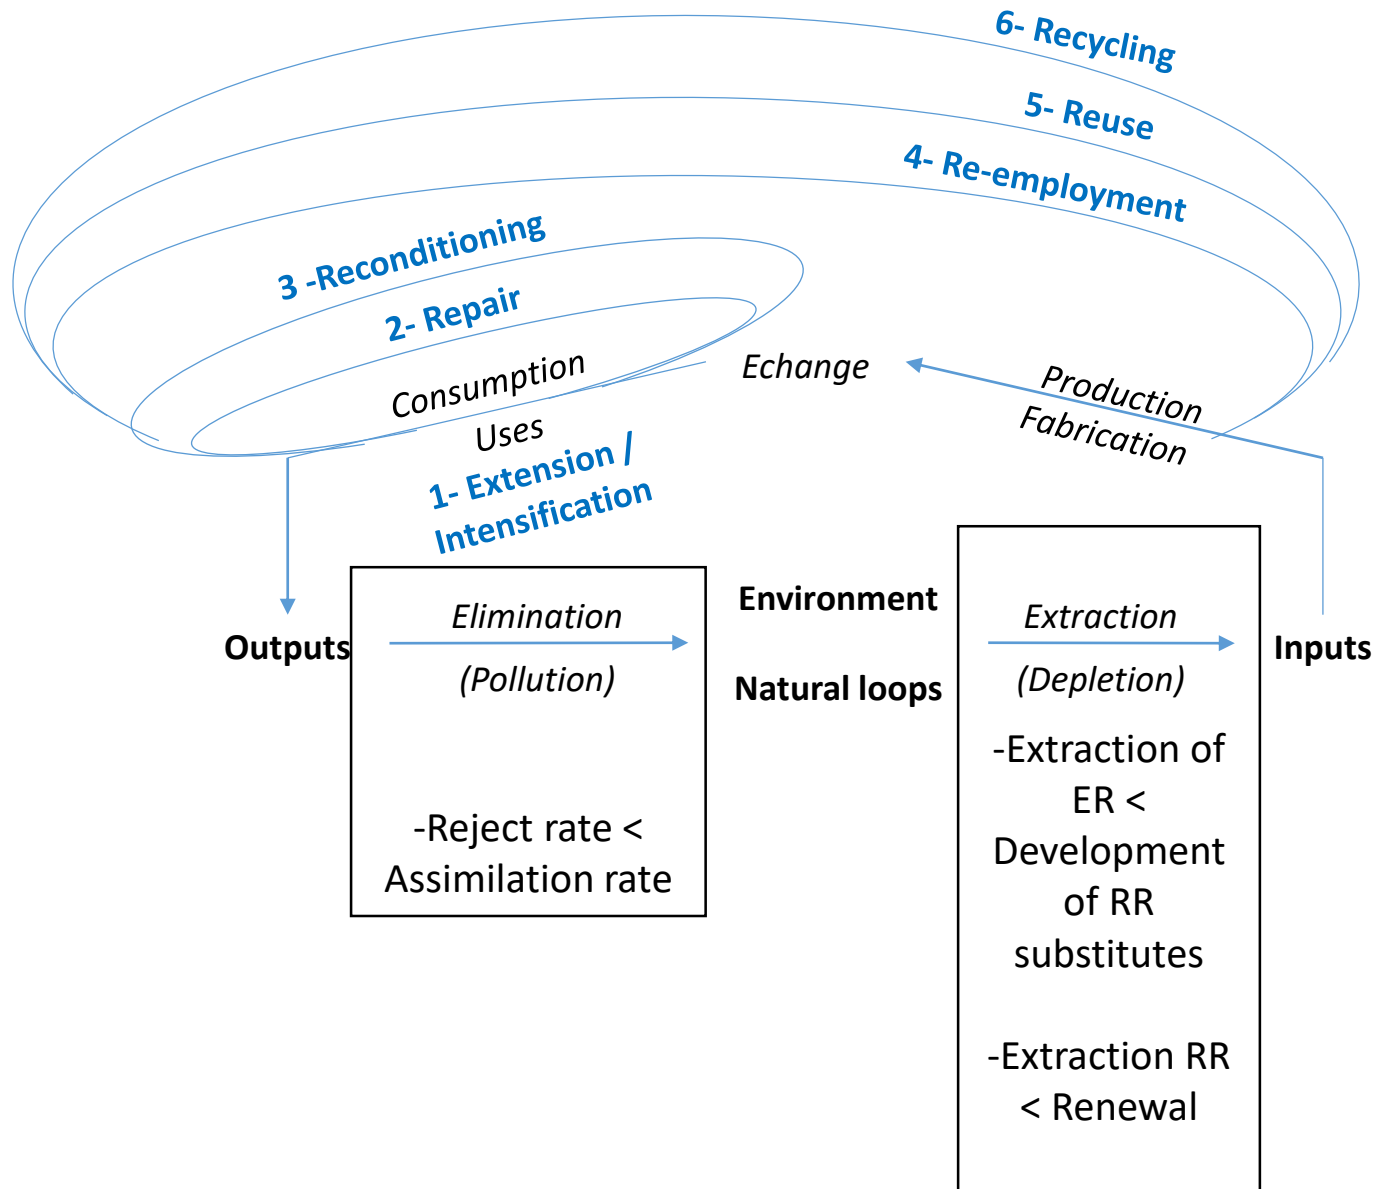 6- Recycling
5- Reuse
4- Re-employment
3 -Reconditioning
2- Repair
Consumption
Uses
1- Extension /
Intensification
Echange
Production
Fabrication
Outputs
Elimination
(Pollution)
-Reject rate <
Assimilation rate
Environment
Natural loops
Extraction
(Depletion)
-Extraction of
ER <
Development
of RR
substitutes
-Extraction RR
< Renewal
Inputs